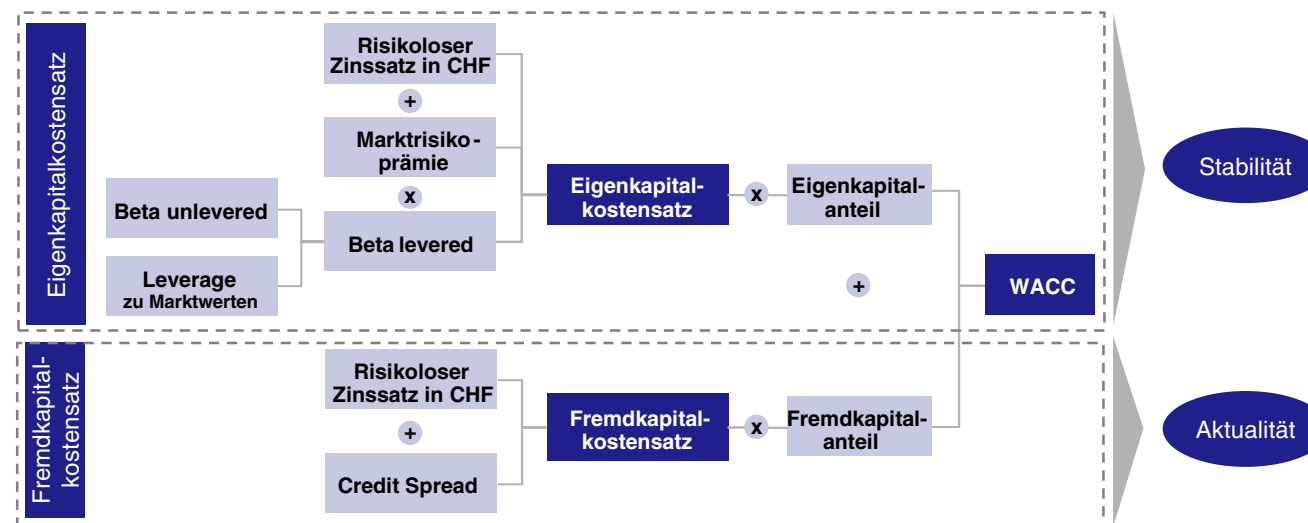 Eigenkapitalkostensatz
Risikoloser
Zinssatz in CHF
+
Marktrisiko-
prämie
x
Beta unlevered
Beta levered
Leverage
zu Marktwerten
Eigenkapital-
kostensatz
x
Eigenkapital-
anteil
+
WACC
Stabilität
Fremdkapital-
kostensatz
Risikoloser
Zinssatz in CHF
+
Credit Spread
Fremdkapital-
kostensatz
x
Fremdkapital-
anteil
Aktualität